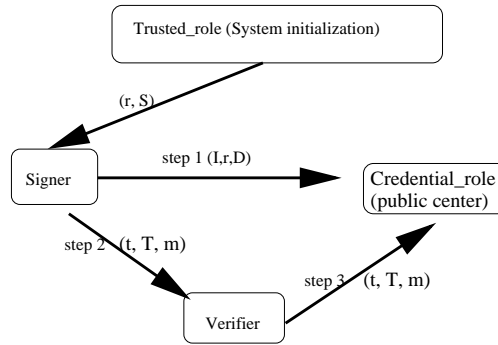 Trusted_role (System initialization)
(r, S)
step 1 (I,r,D)
Signer
Credential_role
(public center)
step 2 (t, T, m)
step 3 (t, T, m)
Verifier